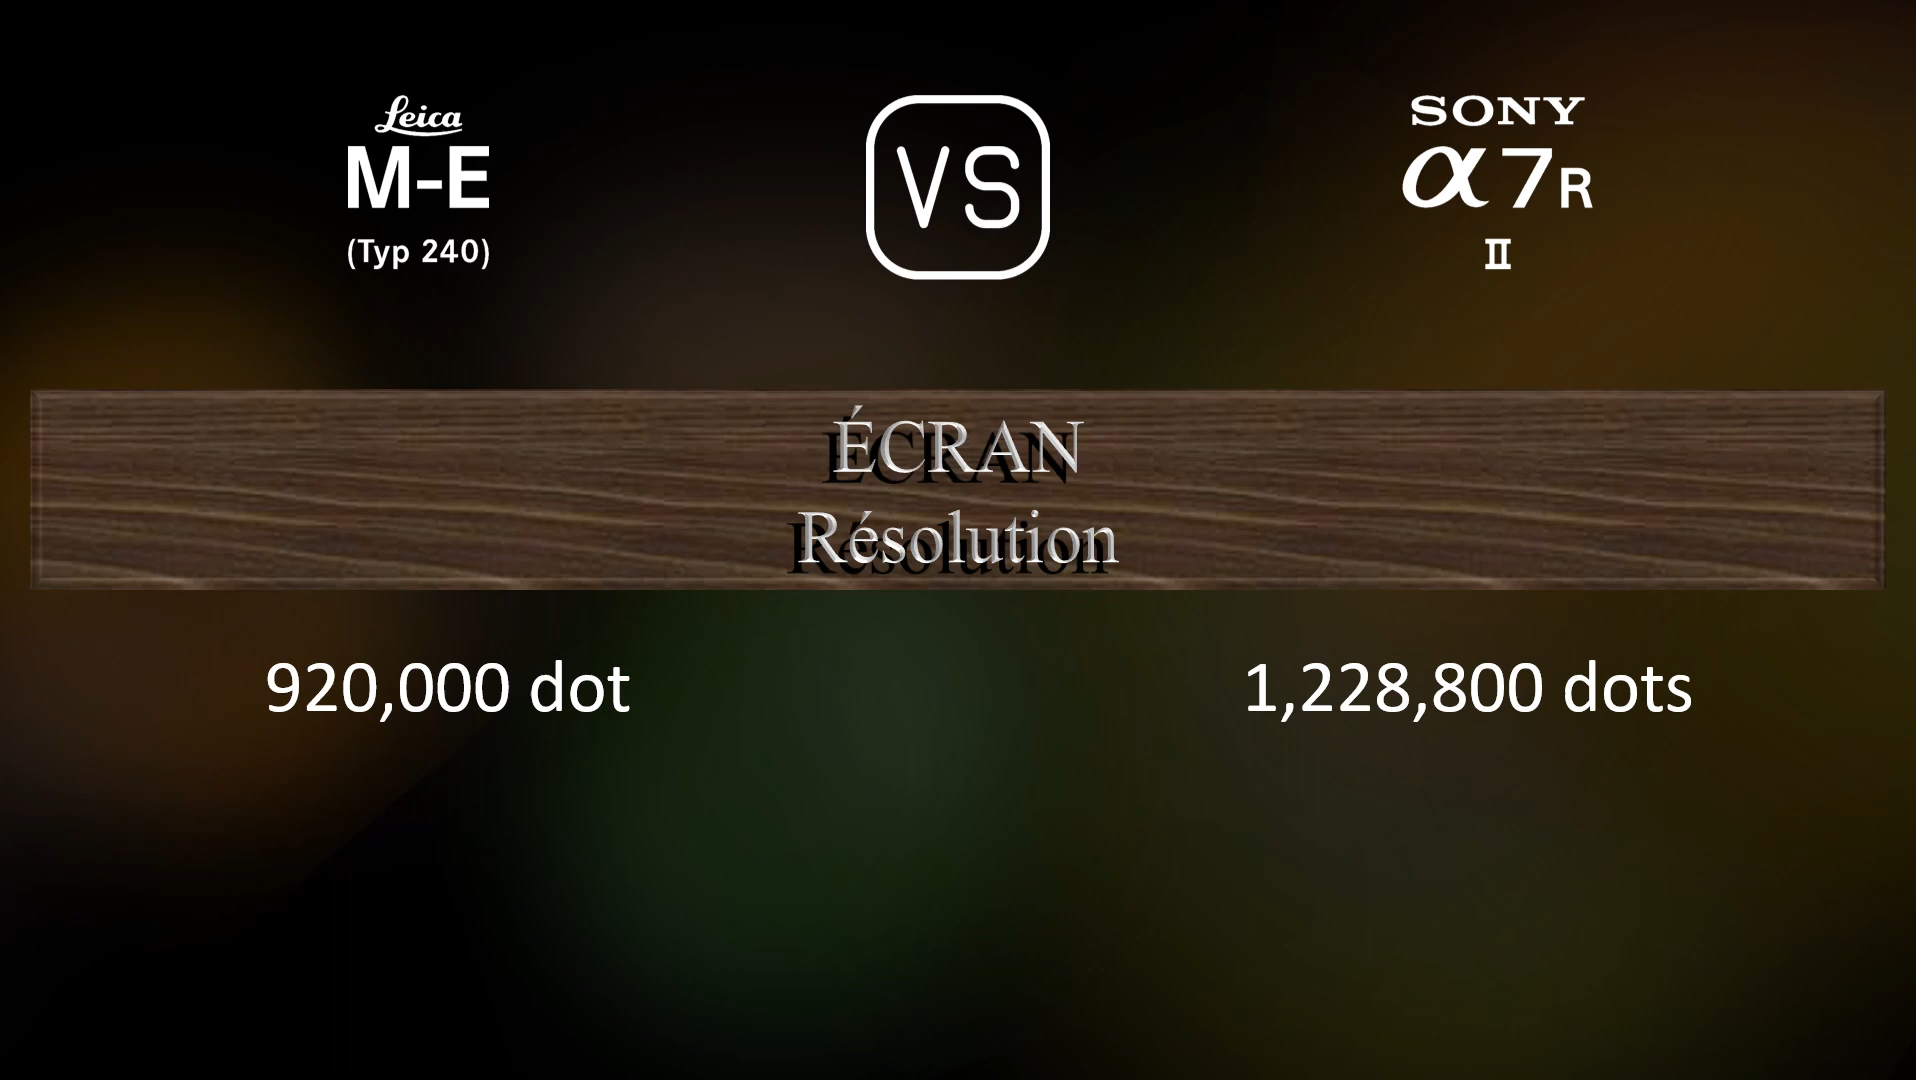 Leica
M-E
(Typ 240)
VS
SONY
α7R
II
ÉCRAN
Résolution
920,000 dot
1,228,800 dots